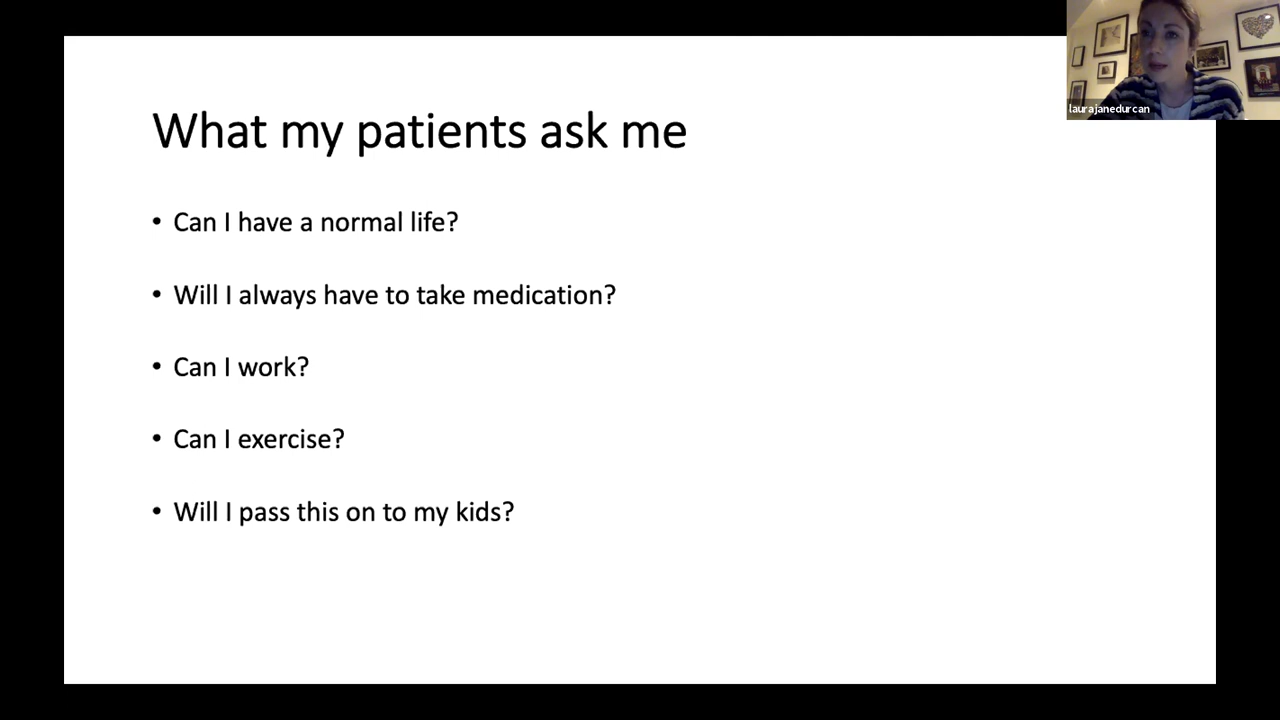 What my patients ask me
• Can I have a normal life?
• Will I always have to take medication?
• Can I work?
• Can I exercise?
• Will I pass this on to my kids?
laurajanedurcan